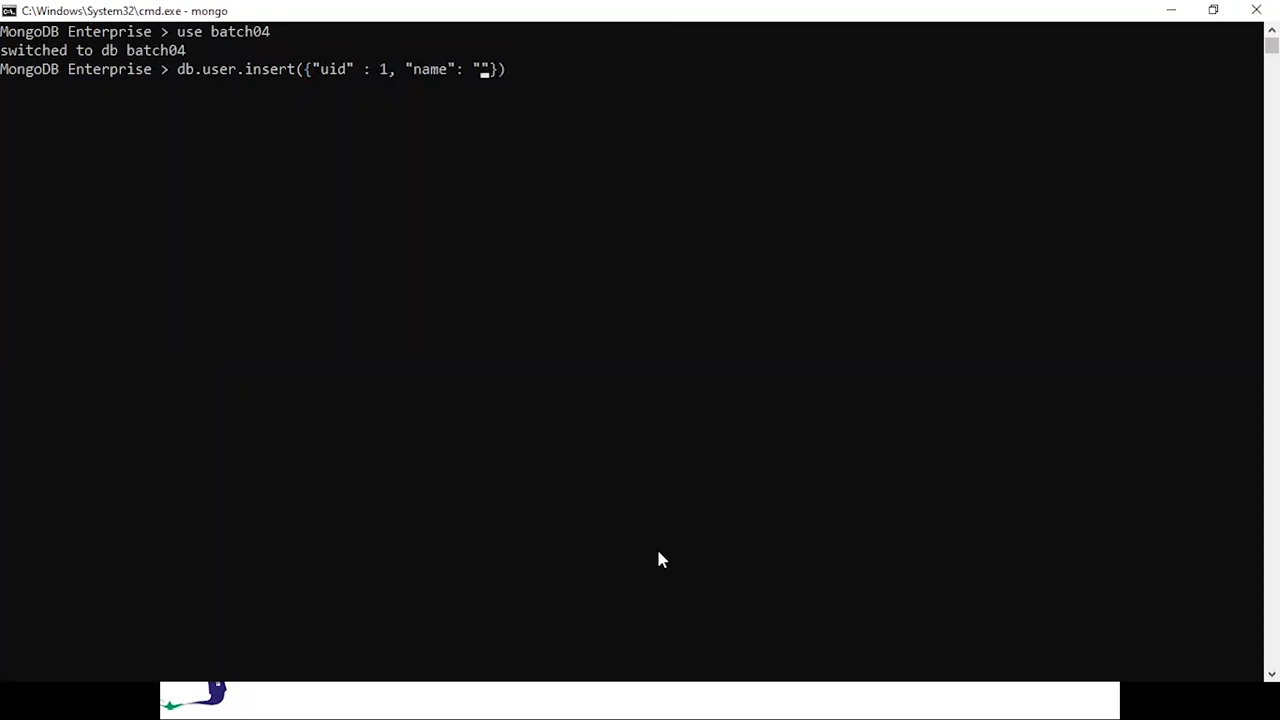 C:\Windows\System32\cmd.exe - mongo
MongoDB Enterprise > use batch04
switched to db batch04
MongoDB Enterprise > db.user.insert({"uid" : 1, "name": ""})